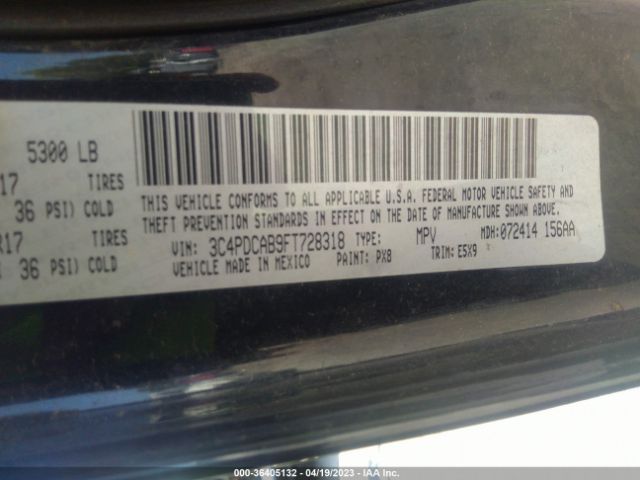 5300 LB
17 TIRES
36 PSI) COLD
R17 TIRES
36 PSI) COLD
THIS VEHICLE CONFORMS TO ALL APPLICABLE U.S.A. FEDERAL MOTOR VEHICLE SAFETY AND
THEFT PREVENTION STANDARDS IN EFFECT ON THE DATE OF MANUFACTURE SHOWN ABOVE.
VIN: 3C4PDCAB9FT728318 TYPE: MPV MDH:072414 156AA
VEHICLE MADE IN MEXICO PAINT: PX8 TRIM: E5X9
000-36405132 - 04/19/2023 - IAA